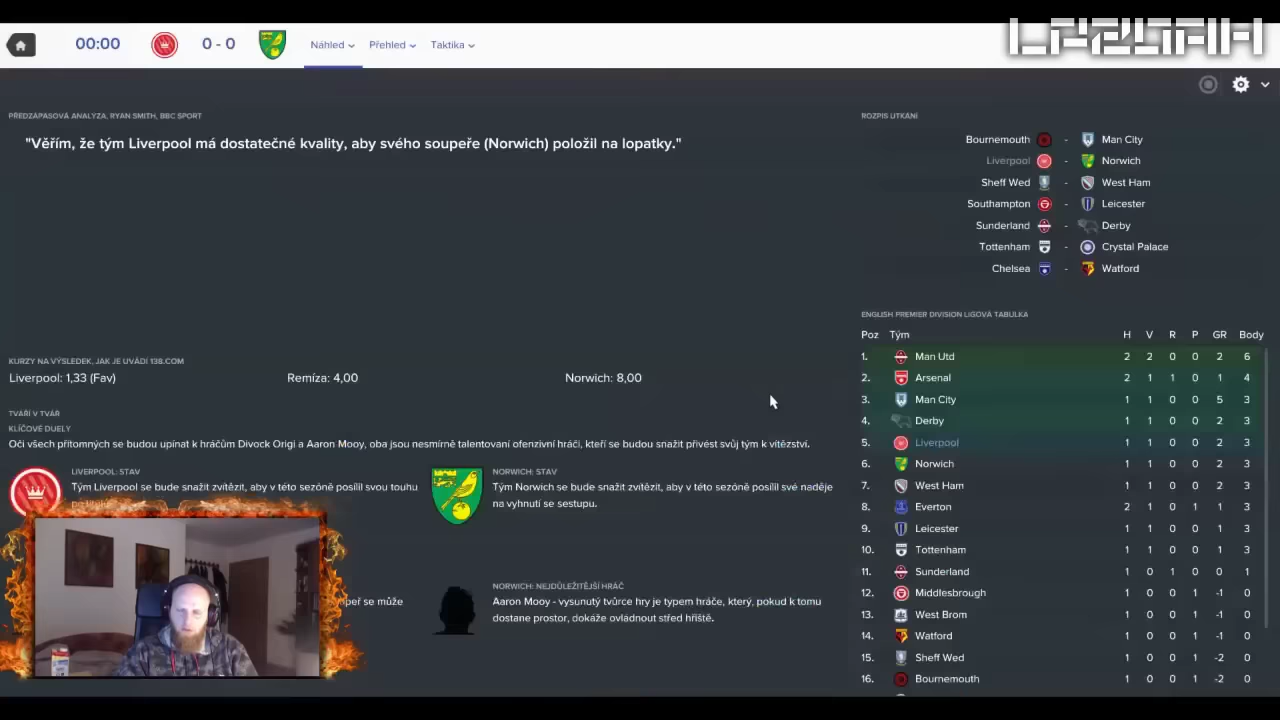 00:00
0 - 0
Náhled
Přehled
Taktika
PŘEDZÁPASOVÁ ANALÝZA, RYAN SMITH, BBC SPORT
"Věřím, že tým Liverpool má dostatečné kvality, aby svého soupeře (Norwich) položil na lopatky."
KURZY NA VÝSLEDEK, JAK JE UVÁDÍ 138.COM
Liverpool: 1,33 (Fav) Remíza: 4,00 Norwich: 8,00
TVÁŘÍ V TVÁŘ
KLÍČOVÉ DUELY
Oči všech přítomných se budou upínat k hráčům Divock Origi a Aaron Mooy, oba jsou nesmírně talentovaní ofenzivní hráči, kteří se budou snažit přivést svůj tým k vítězství.
LIVERPOOL: STAV
Tým Liverpool se bude snažit zvítězit, aby v této sezóně posílil svou touhu
NORWICH: STAV
Tým Norwich se bude snažit zvítězit, aby v této sezóně posílil své naděje
na vyhnutí se sestupu.
se může
NORWICH: NEJDŮLEŽITĚJŠÍ HRÁČ
Aaron Mooy - vysunutý tvůrce hry je typem hráče, který, pokud k tomu
dostane prostor, dokáže ovládnout střed hřiště.
ROZPIS UTKÁNÍ
Bournemouth - Man City
Liverpool - Norwich
Sheff Wed - West Ham
Southampton - Leicester
Sunderland - Derby
Tottenham - Crystal Palace
Chelsea - Watford
ENGLISH PREMIER DIVISION LIGOVÁ TABULKA
Poz Tým H V R P GR Body
1. Man Utd 2 2 0 0 2 6
2. Arsenal 2 1 1 0 1 4
3. Man City 1 1 0 0 5 3
4. Derby 1 1 0 0 2 3
5. Liverpool 1 1 0 0 2 3
6. Norwich 1 1 0 0 2 3
7. West Ham 1 1 0 0 2 3
8. Everton 2 1 0 1 1 3
9. Leicester 1 1 0 0 1 3
10. Tottenham 1 1 0 0 1 3
11. Sunderland 1 0 1 0 0 1
12. Middlesbrough 1 0 0 1 -1 0
13. West Brom 1 0 0 1 -1 0
14. Watford 1 0 0 1 -1 0
15. Sheff Wed 1 0 0 1 -2 0
16. Bournemouth 1 0 0 1 -2 0